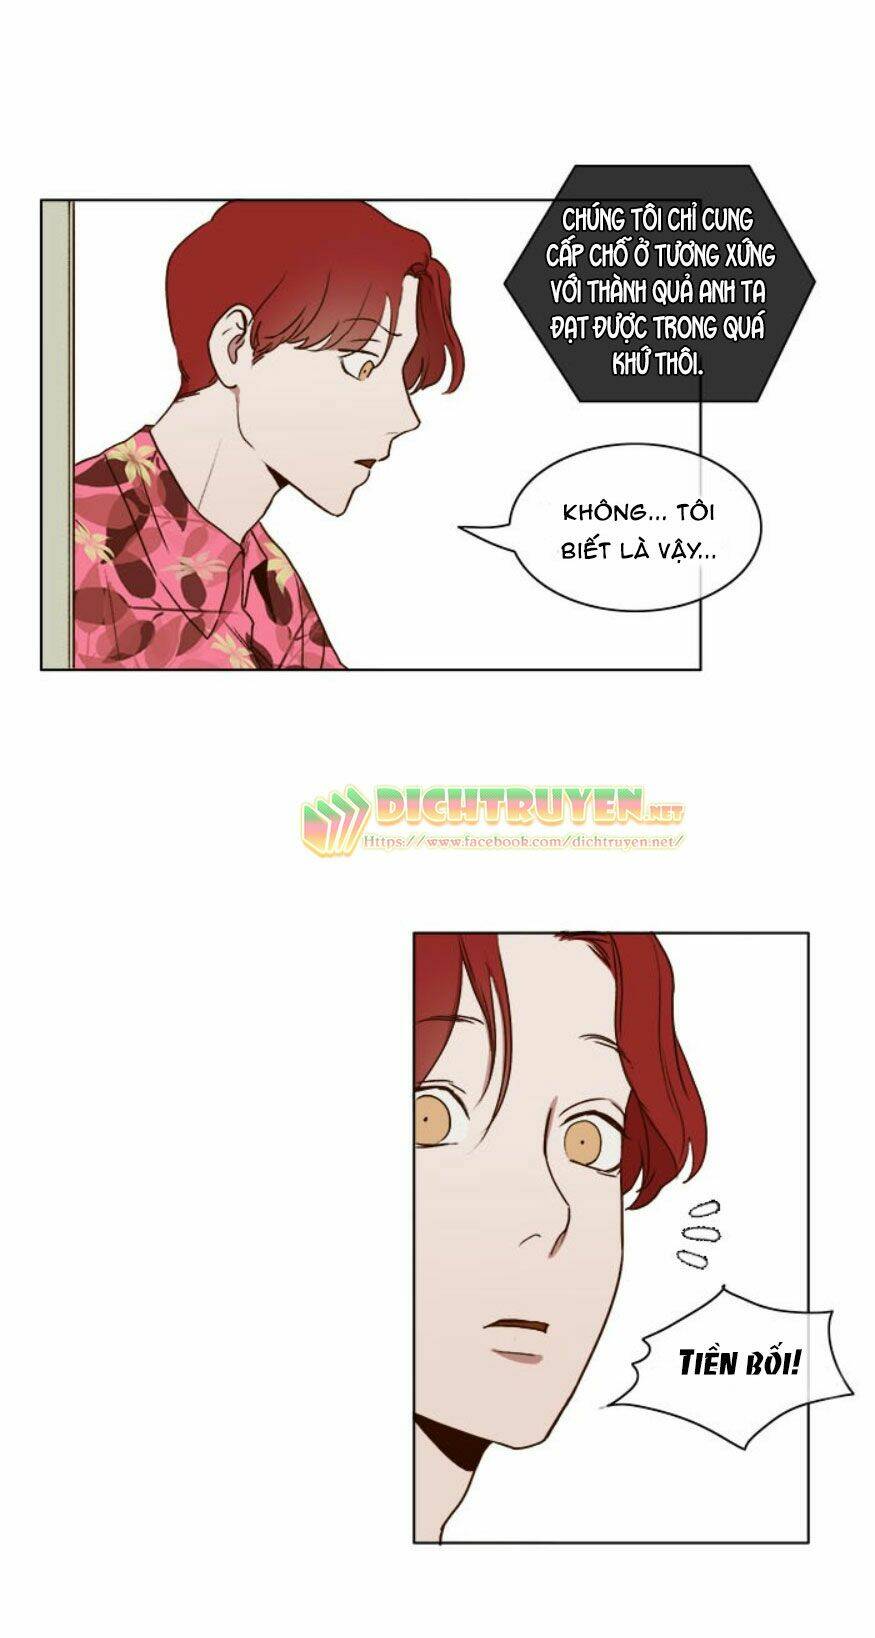 CHÚNG TÔI CHỈ CUNG
CẤP CHỖ Ở TƯƠNG XỨNG
VỚI THÀNH QUẢ ANH TA
ĐẠT ĐƯỢC TRONG QUÁ
KHỨ THÔI.
KHÔNG... TÔI
BIẾT LÀ VẬY...
DICHTRUYEN.NET
Https://www.facebook.com/dichtruyen.net/
TIỀN BỐI!